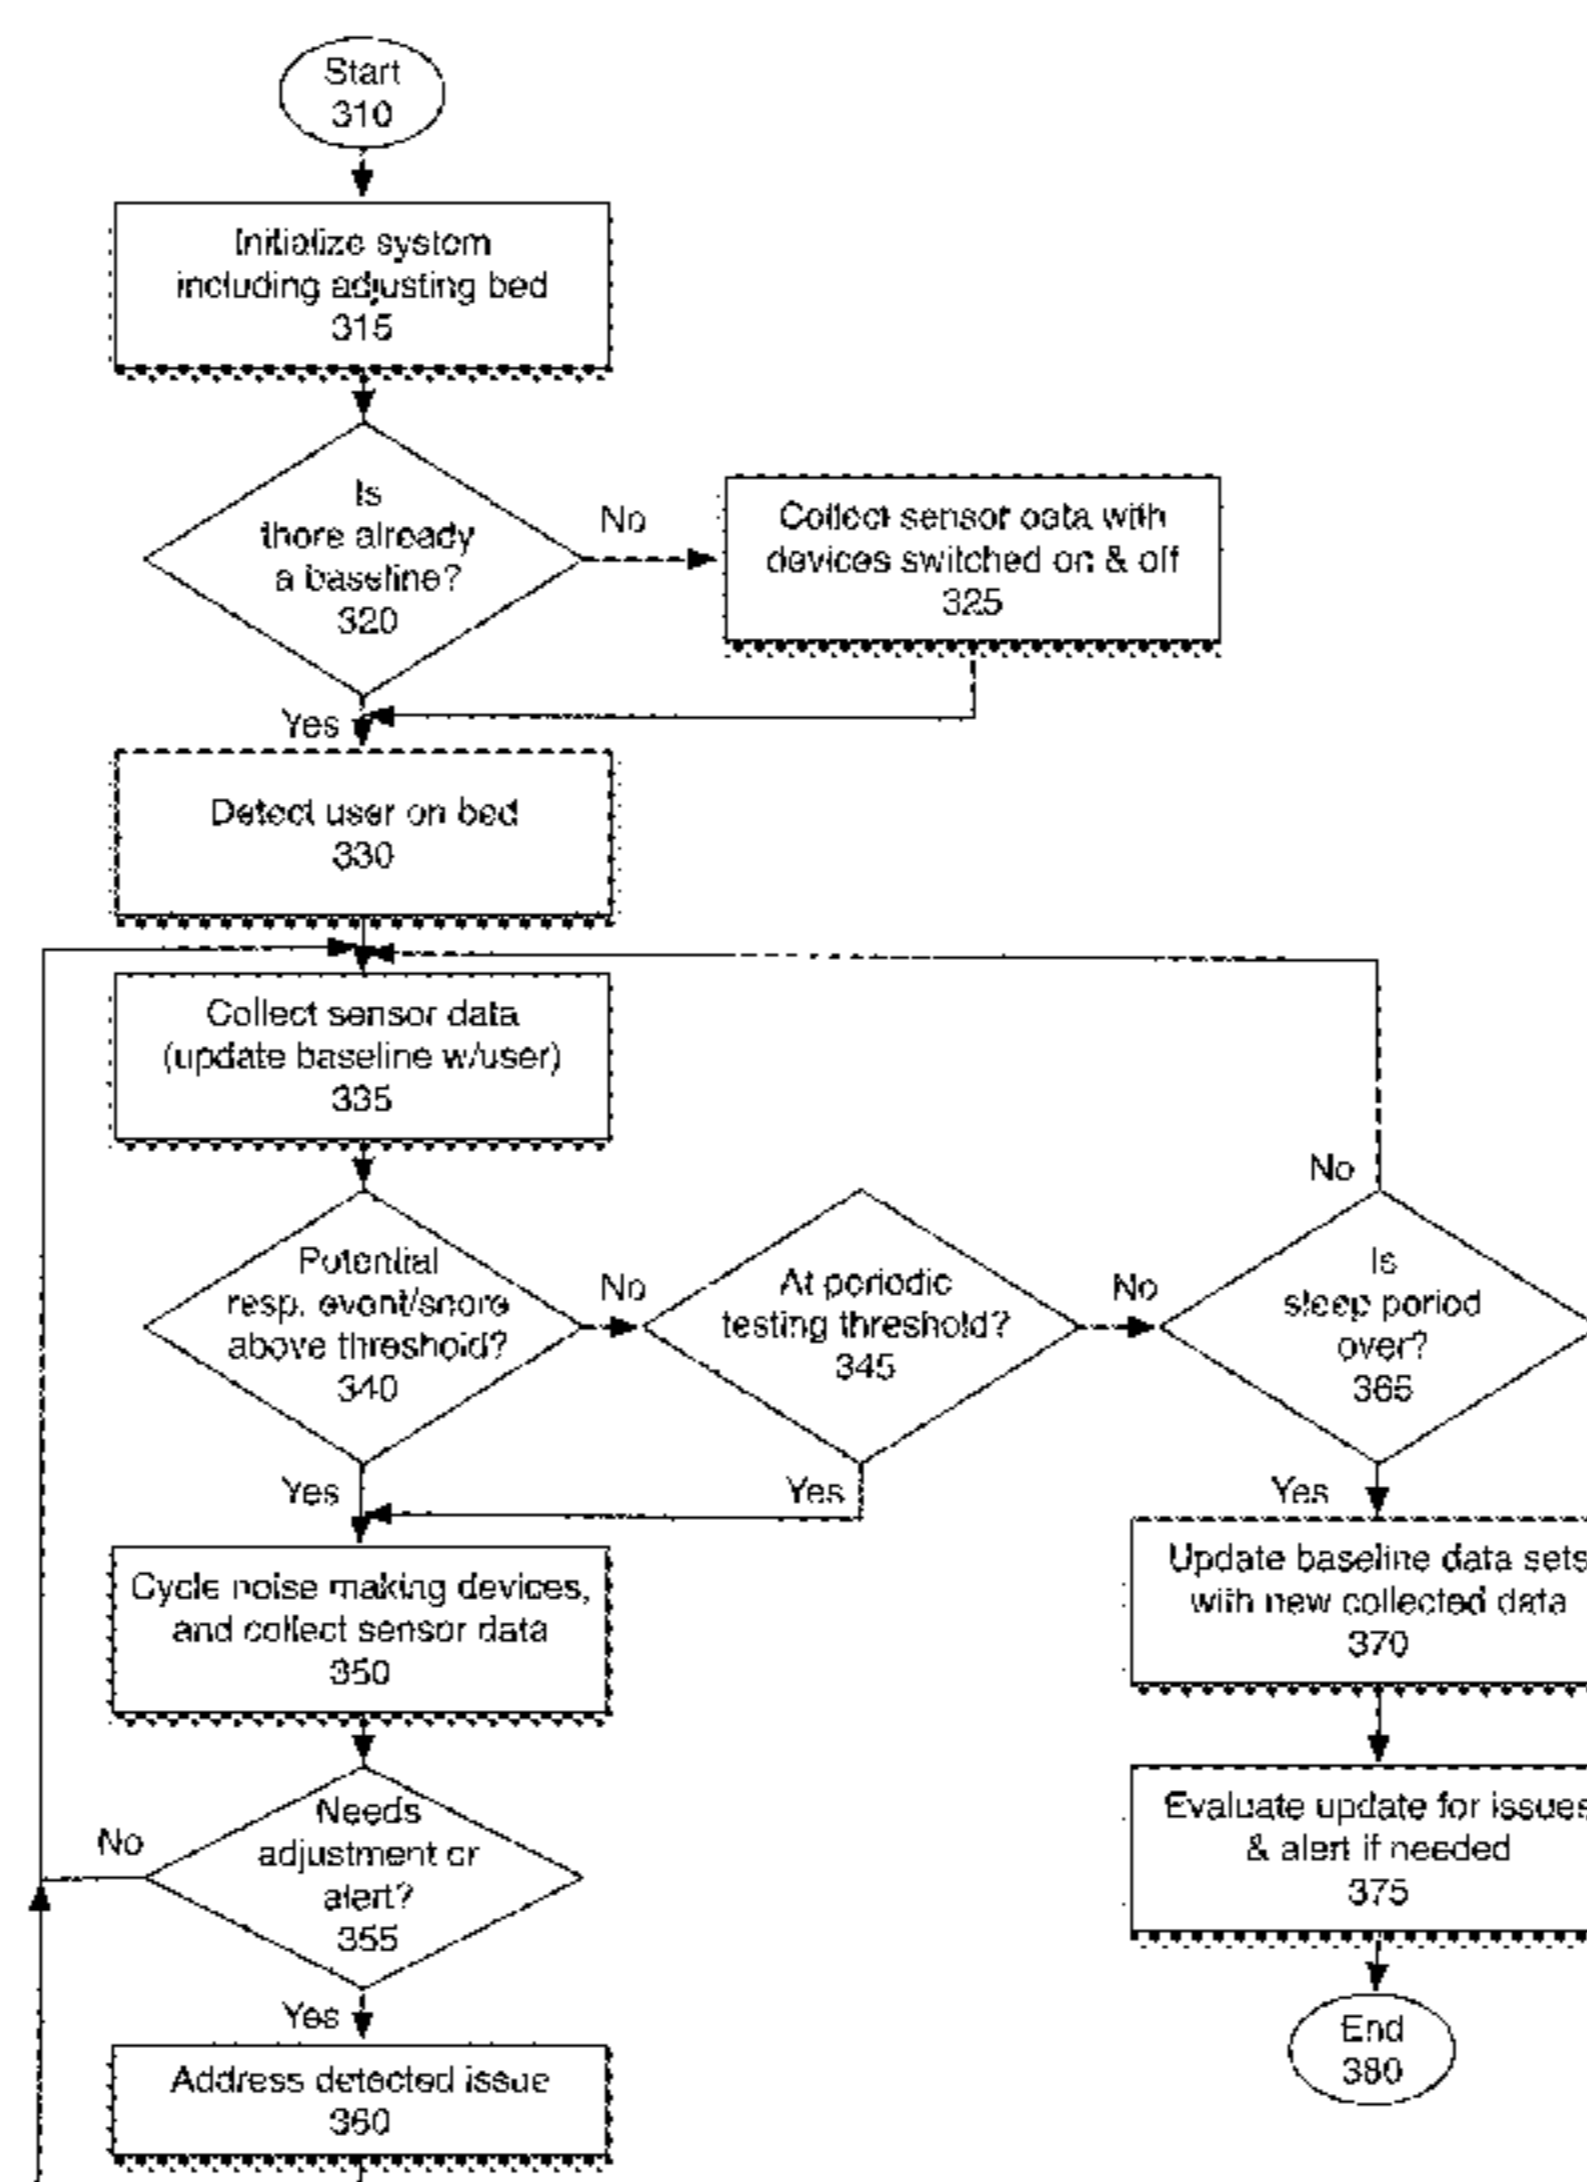 Start
310
Initialize system
including adjusting bed
315
Is
there already
a baseline?
320
No
Collect sensor data with
devices switched on & off
325
Yes
Detect user on bed
330
Collect sensor data
(update baseline w/user)
335
Potential
resp. event/snore
above threshold?
340
No
At periodic
testing threshold?
345
No
Is
sleep period
over?
365
No
Yes
Yes
Yes
Cycle noise making devices,
and collect sensor data
350
Update baseline data sets
with new collected data
370
Needs
adjustment or
alert?
355
No
Evaluate update for issues
& alert if needed
375
Yes
Address detected issue
360
End
380